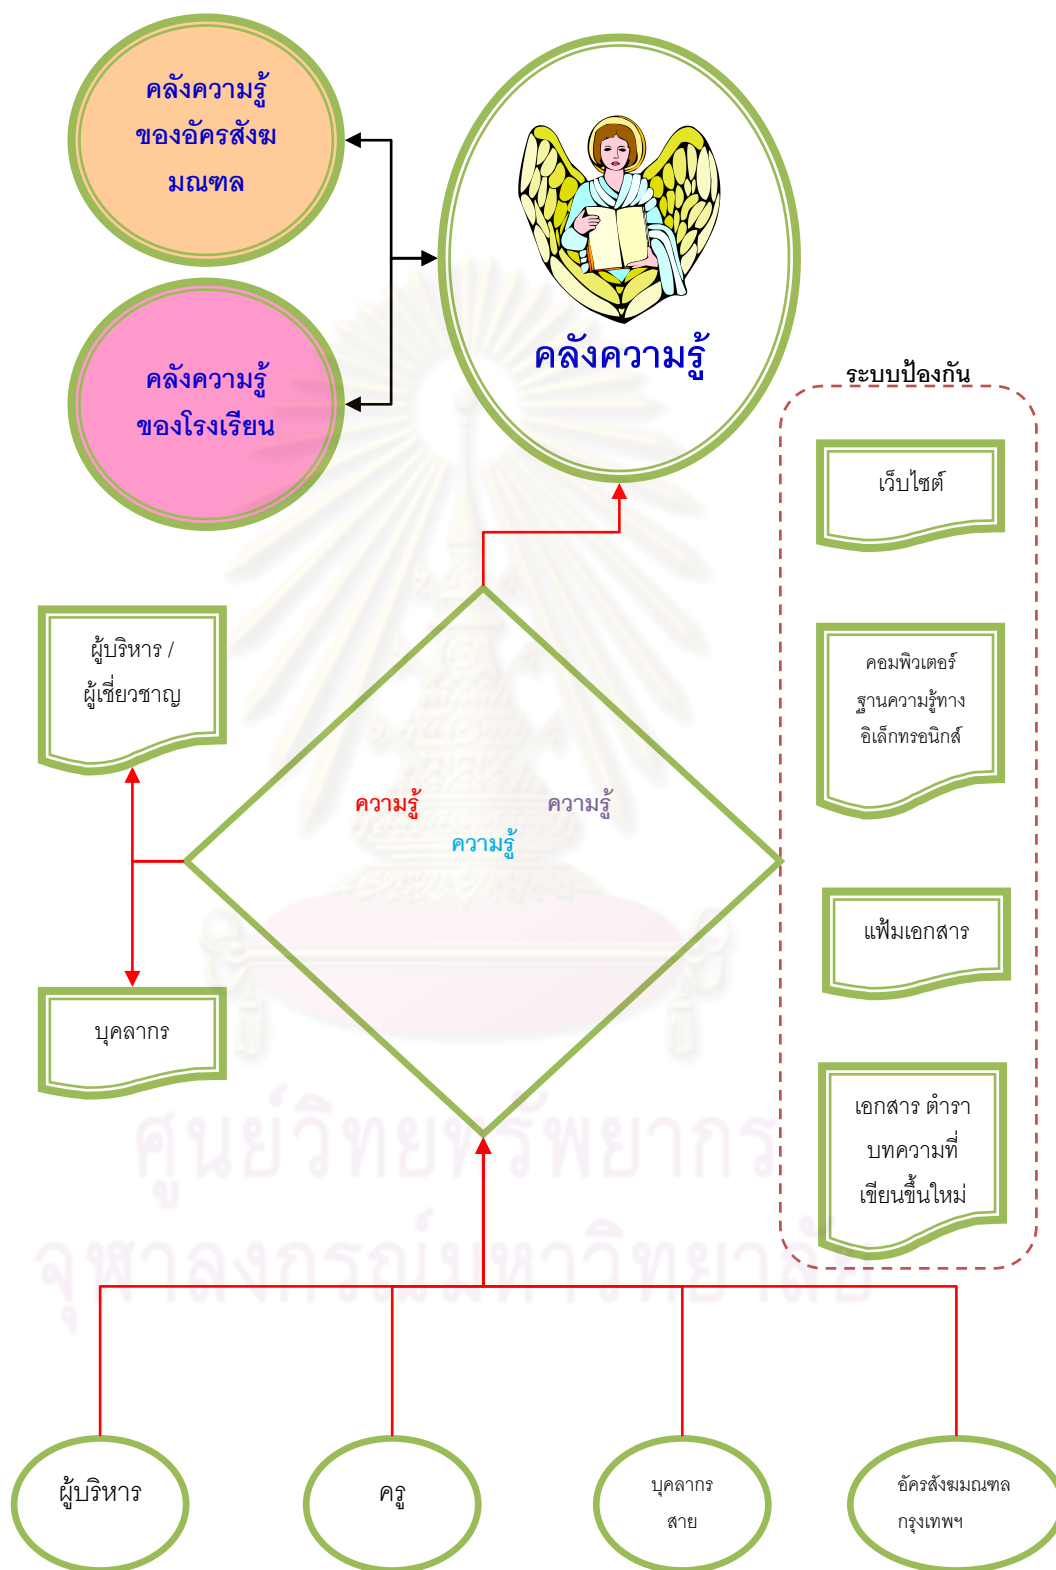 คลังความรู้
ของอัครสังฆ
มณฑล
คลังความรู้
คลังความรู้
ของโรงเรียน
ระบบป้องกัน
เว็บไซต์
ผู้บริหาร /
ผู้เชี่ยวชาญ
คอมพิวเตอร์
ฐานความรู้ทาง
อิเล็กทรอนิกส์
ความรู้
ความรู้
ความรู้
แฟ้มเอกสาร
บุคลากร
เอกสาร ตำรา
บทความที่
เขียนขึ้นใหม่
ศูนย์วิทยทรัพยากร
จุฬาลงกรณ์มหาวิทยาลัย
ผู้บริหาร
ครู
บุคลากร
สาย
อัครสังฆมณฑล
กรุงเทพฯ